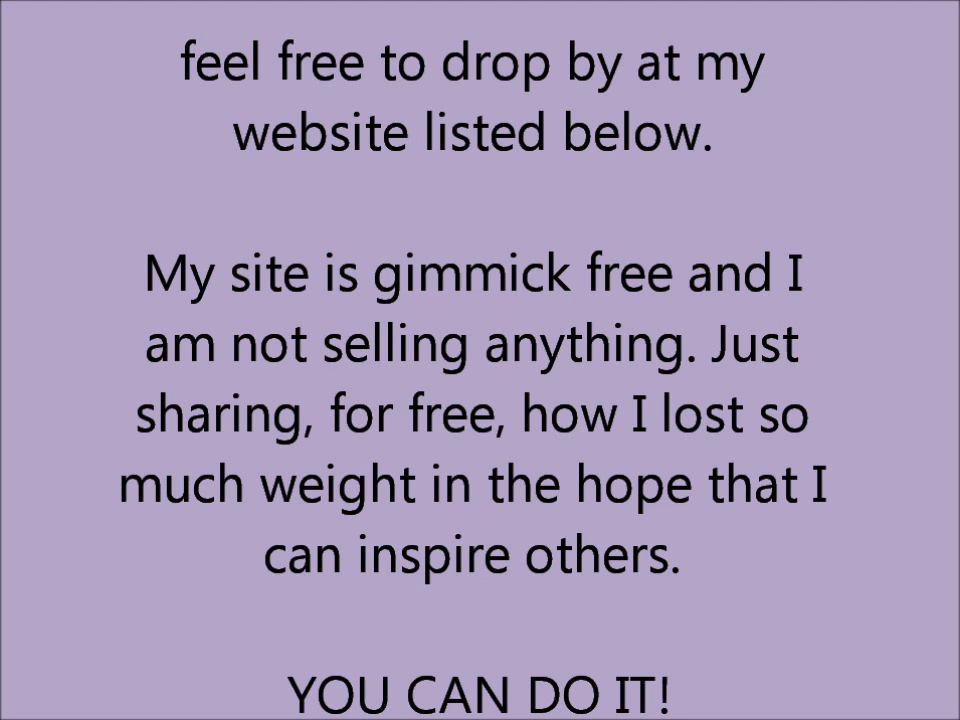 feel free to drop by at my
website listed below.
My site is gimmick free and I
am not selling anything. Just
sharing, for free, how I lost so
much weight in the hope that I
can inspire others.
YOU CAN DO IT!